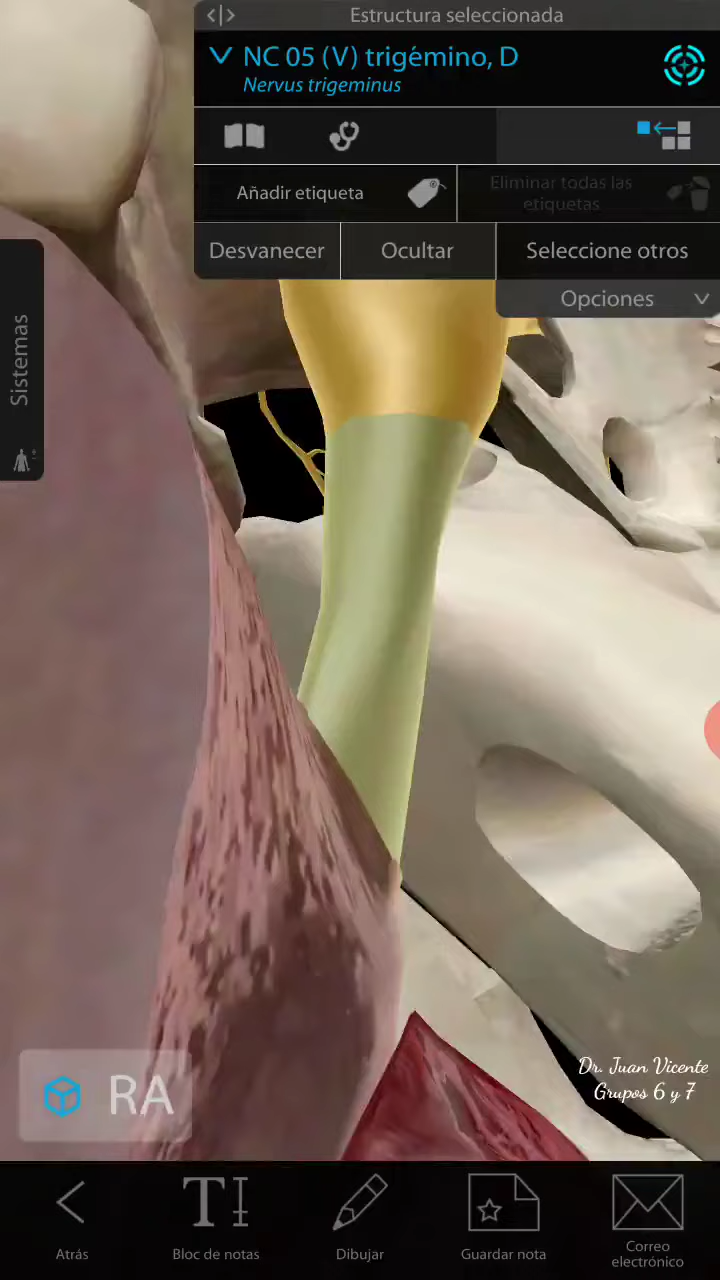 Estructura seleccionada
NC 05 (V) trigémino, D
Nervus trigeminus
Añadir etiqueta
Eliminar todas las
etiquetas
Desvanecer
Ocultar
Seleccione otros
Opciones
Sistemas
RA
Dr. Juan Vicente
Grupos 6 y 7
Atrás
Bloc de notas
Dibujar
Guardar nota
Correo
electrónico